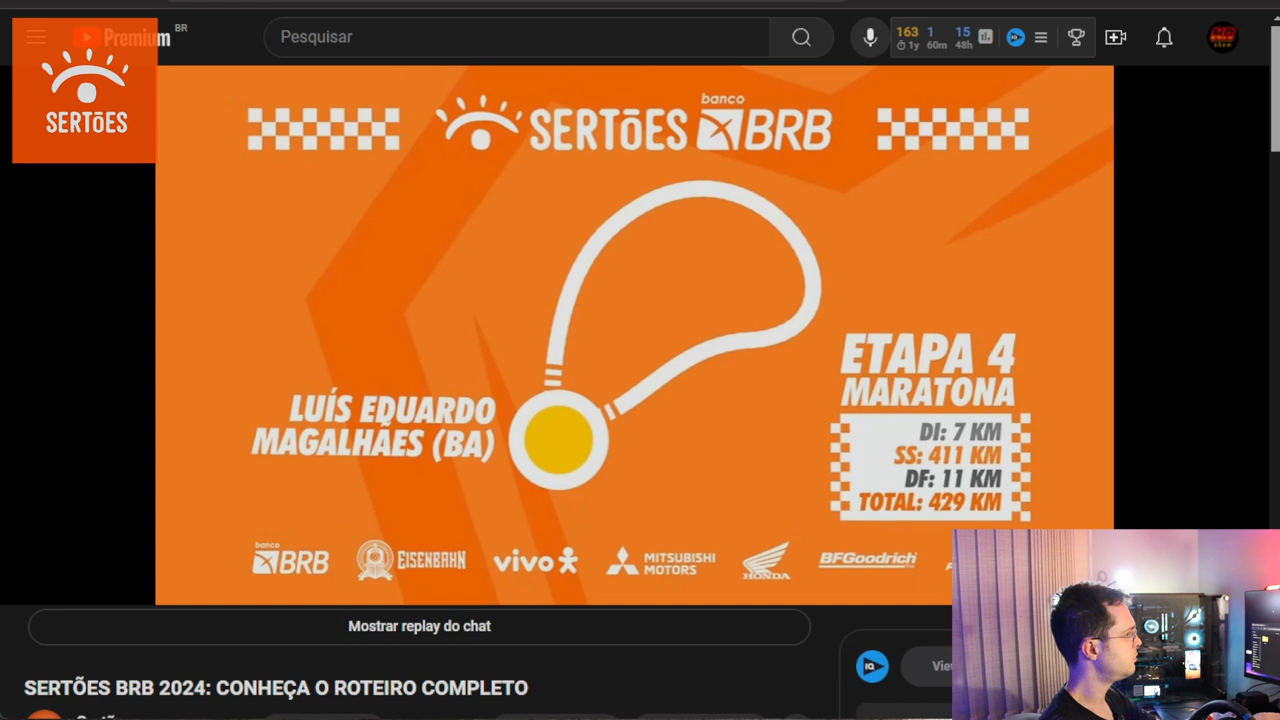 Premium
BR
Pesquisar
163 1 15
1y 60m 48h
IQ
SERTÕES
banco
SERTÕES BRB
ETAPA 4
MARATONA
LUÍS EDUARDO
MAGALHÃES (BA)
DI: 7 KM
SS: 411 KM
DF: 11 KM
TOTAL: 429 KM
banco
BRB
EISENBAHN
vivo
MITSUBISHI
MOTORS
HONDA
BFGoodrich
Mostrar replay do chat
IQ
SERTÕES BRB 2024: CONHEÇA O ROTEIRO COMPLETO